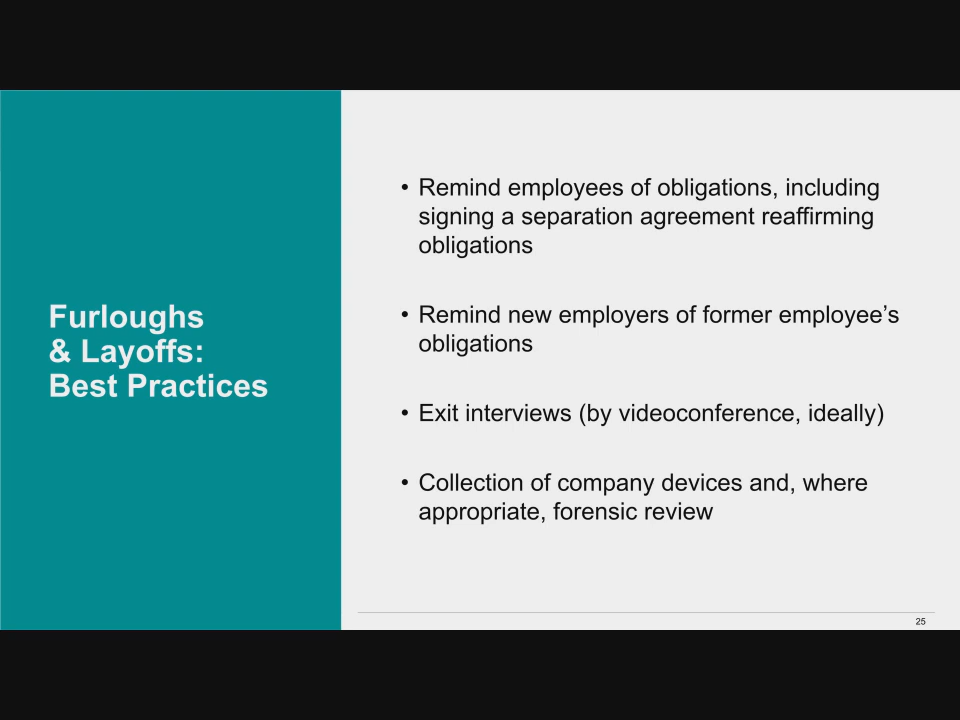 Furloughs
& Layoffs:
Best Practices
• Remind employees of obligations, including
signing a separation agreement reaffirming
obligations
• Remind new employers of former employee’s
obligations
• Exit interviews (by videoconference, ideally)
• Collection of company devices and, where
appropriate, forensic review
25